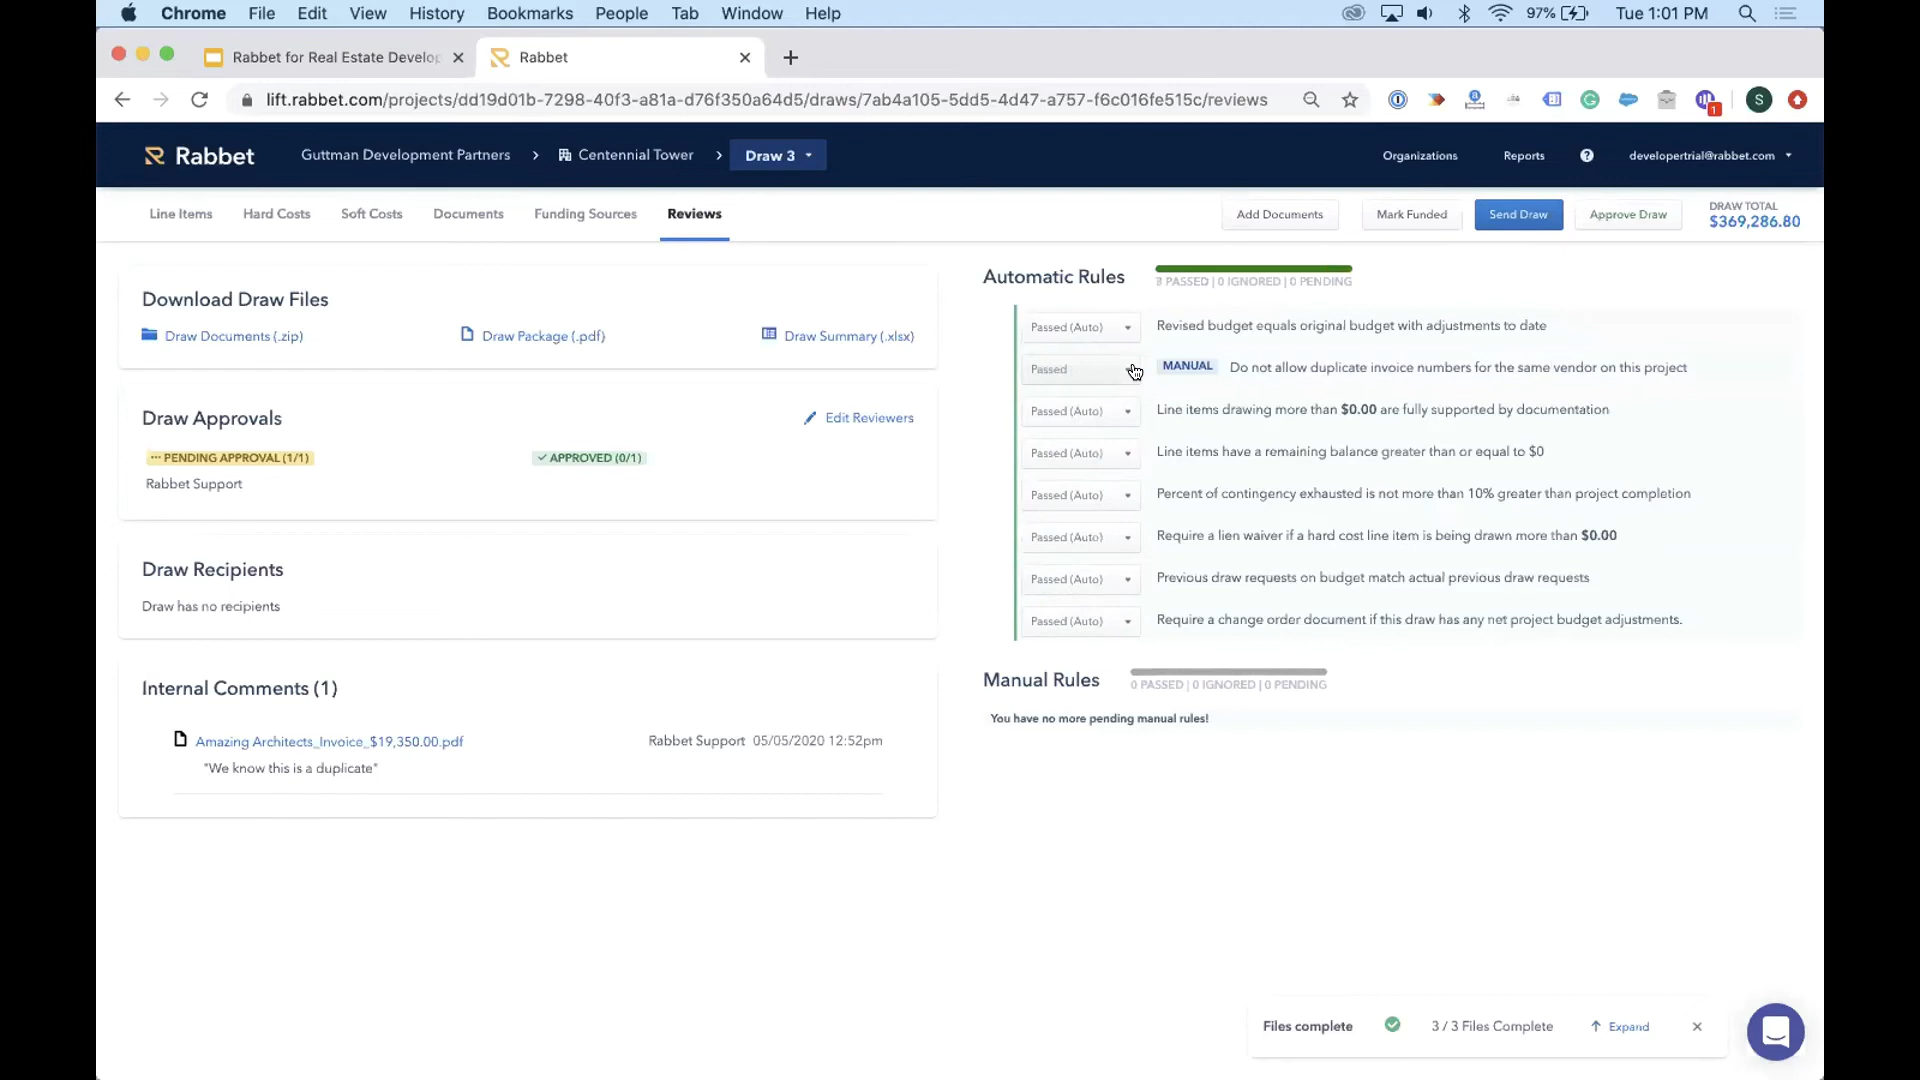 Chrome File Edit View History Bookmarks People Tab Window Help 97% Tue 1:01 PM
Rabbet for Real Estate Develop Rabbet
lift.rabbet.com/projects/dd19d01b-7298-40f3-a81a-d76f350a64d5/draws/7ab4a105-5dd5-4d47-a757-f6c016fe515c/reviews S 1
Rabbet Guttman Development Partners Centennial Tower Draw 3 Organizations Reports developertrial@rabbet.com
Line Items Hard Costs Soft Costs Documents Funding Sources Reviews Add Documents Mark Funded Send Draw Approve Draw DRAW TOTAL
$369,286.80
Download Draw Files
Draw Documents (.zip) Draw Package (.pdf) Draw Summary (.xlsx)
Draw Approvals Edit Reviewers
PENDING APPROVAL (1/1) APPROVED (0/1)
Rabbet Support
Draw Recipients
Draw has no recipients
Internal Comments (1)
Amazing Architects_Invoice_$19,350.00.pdf Rabbet Support 05/05/2020 12:52pm
"We know this is a duplicate"
Automatic Rules
PASSED | 0 IGNORED | 0 PENDING
Passed (Auto) Revised budget equals original budget with adjustments to date
Passed MANUAL Do not allow duplicate invoice numbers for the same vendor on this project
Passed (Auto) Line items drawing more than $0.00 are fully supported by documentation
Passed (Auto) Line items have a remaining balance greater than or equal to $0
Passed (Auto) Percent of contingency exhausted is not more than 10% greater than project completion
Passed (Auto) Require a lien waiver if a hard cost line item is being drawn more than $0.00
Passed (Auto) Previous draw requests on budget match actual previous draw requests
Passed (Auto) Require a change order document if this draw has any net project budget adjustments.
Manual Rules
0 PASSED | 0 IGNORED | 0 PENDING
You have no more pending manual rules!
Files complete 3 / 3 Files Complete Expand